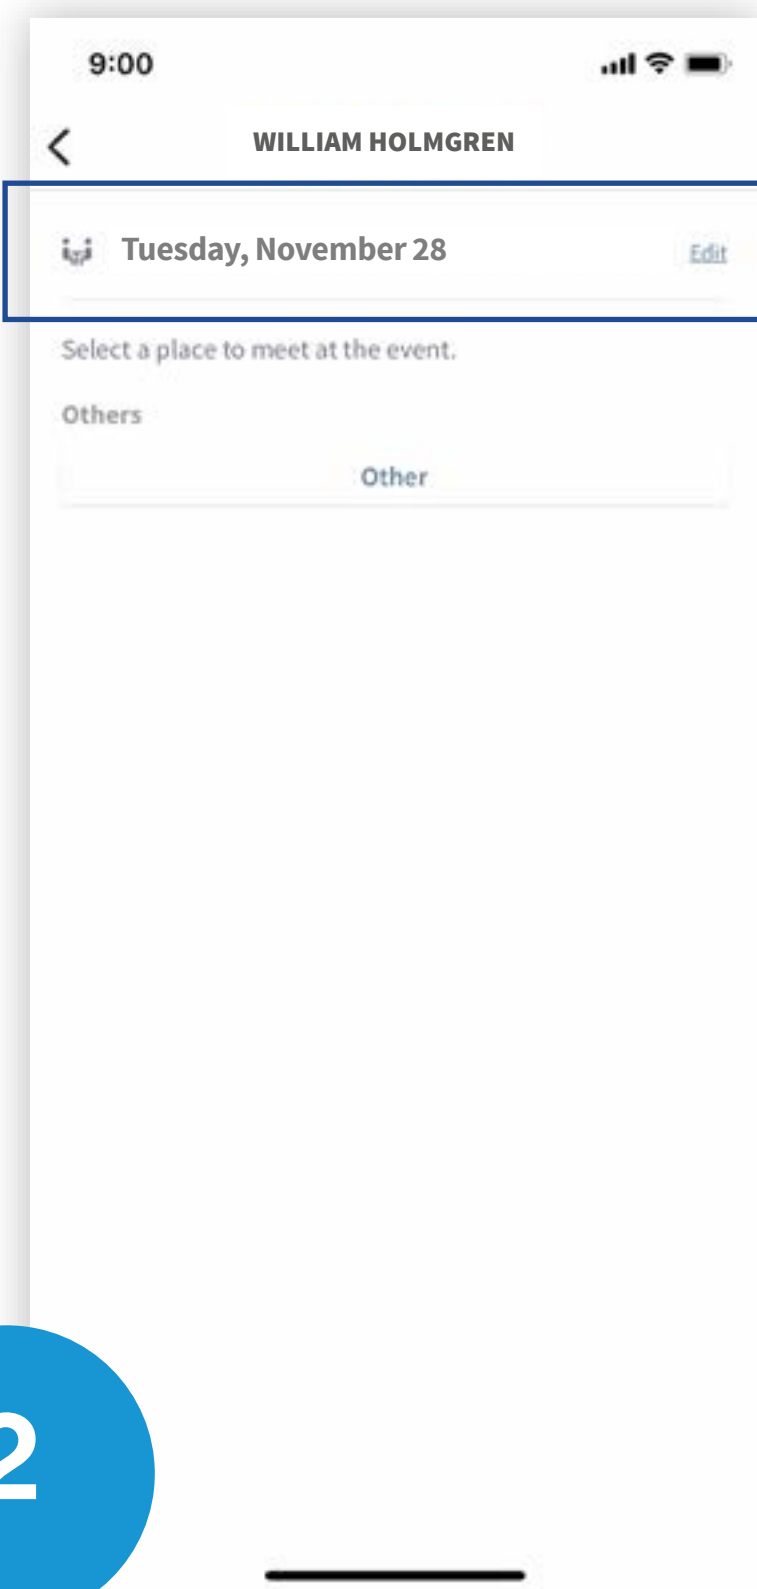 9:00
WILLIAM HOLMGREN
Tuesday, November 28
Edit
Select a place to meet at the event.
Others
Other
2